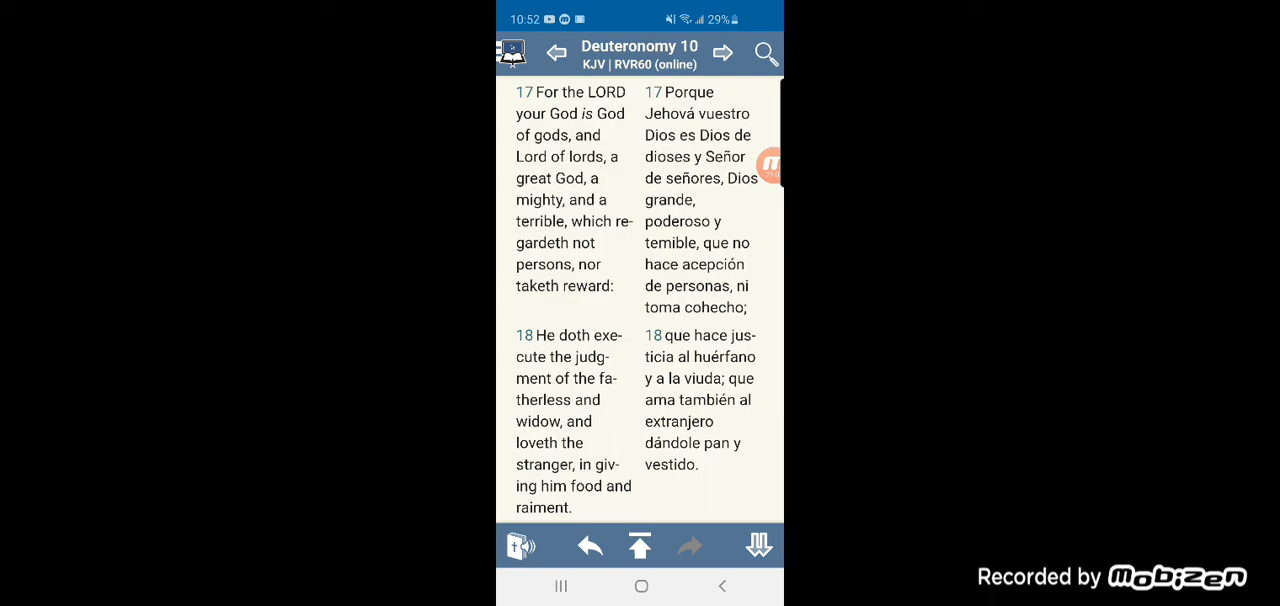 10:52
29%
Deuteronomy 10
KJV | RVR60 (online)
17 For the LORD
your God is God
of gods, and
Lord of lords, a
great God, a
mighty, and a
terrible, which re-
gardeth not
persons, nor
taketh reward:
18 He doth exe-
cute the judg-
ment of the fa-
therless and
widow, and
loveth the
stranger, in giv-
ing him food and
raiment.
17 Porque
Jehová vuestro
Dios es Dios de
dioses y Señor
de señores, Dios
grande,
poderoso y
temible, que no
hace acepción
de personas, ni
toma cohecho;
18 que hace jus-
ticia al huérfano
y a la viuda; que
ama también al
extranjero
dándole pan y
vestido.
Recorded by Mobizen